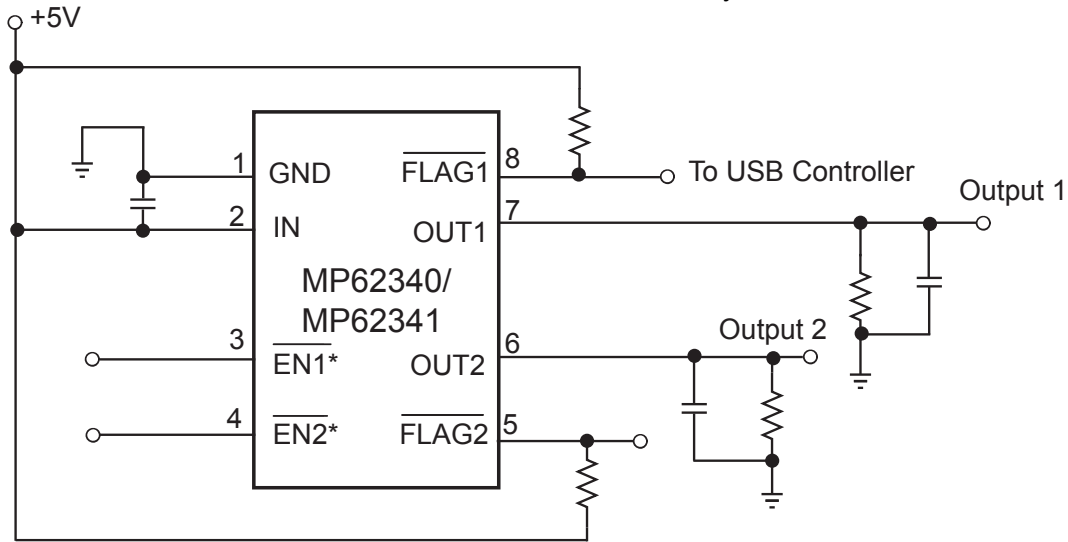 +5V
1 GND
FLAG1 8
To USB Controller
Output 1
2 IN
OUT1 7
MP62340/
MP62341
Output 2
3 EN1*
OUT2 6
4 EN2*
FLAG2 5